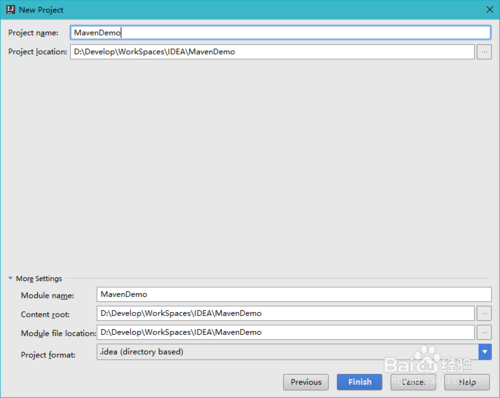 New Project
Project name: MavenDemo
Project location: D:\Develop\WorkSpaces\IDEA\MavenDemo ...
More Settings
Module name: MavenDemo
Content root: D:\Develop\WorkSpaces\IDEA\MavenDemo ...
Module file location: D:\Develop\WorkSpaces\IDEA\MavenDemo ...
Project format: .idea (directory based)
Previous Finish Cancel Help
Bai 经验